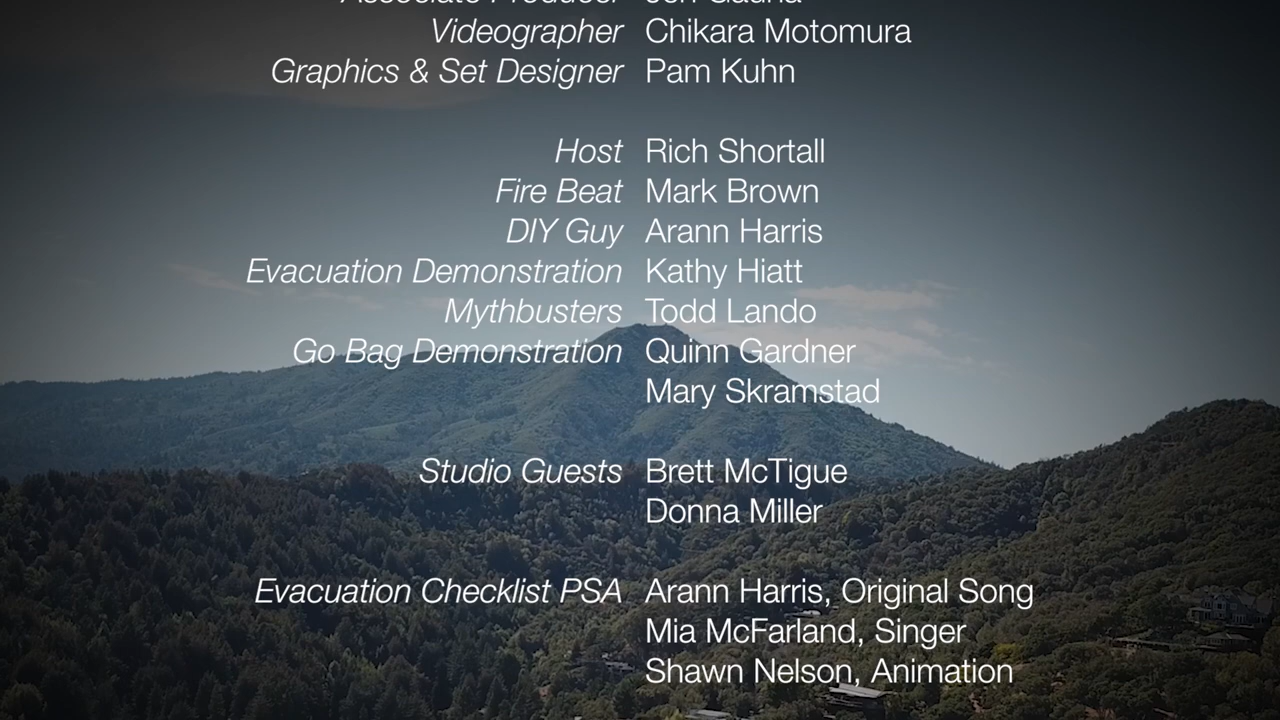 Videographer Chikara Motomura
Graphics & Set Designer Pam Kuhn
Host Rich Shortall
Fire Beat Mark Brown
DIY Guy Arann Harris
Evacuation Demonstration Kathy Hiatt
Mythbusters Todd Lando
Go Bag Demonstration Quinn Gardner
Mary Skramstad
Studio Guests Brett McTigue
Donna Miller
Evacuation Checklist PSA Arann Harris, Original Song
Mia McFarland, Singer
Shawn Nelson, Animation